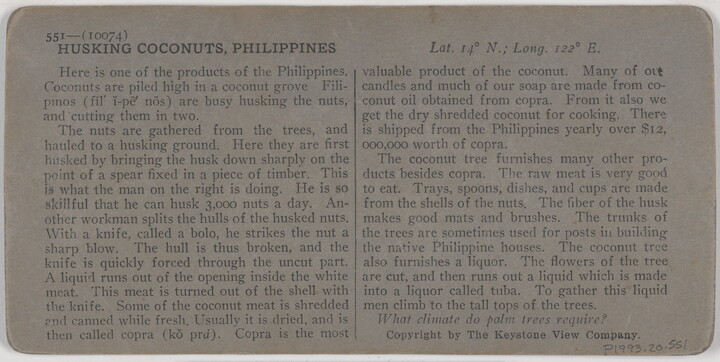 551—(10074)
HUSKING COCONUTS, PHILIPPINES
Lat. 14° N.; Long. 122° E.
Here is one of the products of the Philippines.
Coconuts are piled high in a coconut grove Fili-
pinos (fĭl' ĭ-pē' nōs) are busy husking the nuts,
and cutting them in two.
The nuts are gathered from the trees, and
hauled to a husking ground. Here they are first
husked by bringing the husk down sharply on the
point of a spear fixed in a piece of timber. This
is what the man on the right is doing. He is so
skillful that he can husk 3,000 nuts a day. An-
other workman splits the hulls of the husked nuts.
With a knife, called a bolo, he strikes the nut a
sharp blow. The hull is thus broken, and the
knife is quickly forced through the uncut part.
A liquid runs out of the opening inside the white
meat. This meat is turned out of the shell with
the knife. Some of the coconut meat is shredded
and canned while fresh. Usually it is dried, and is
then called copra (kŏ prá). Copra is the most
valuable product of the coconut. Many of our
candles and much of our soap are made from co-
conut oil obtained from copra. From it also we
get the dry shredded coconut for cooking. There
is shipped from the Philippines yearly over $12,
000,000 worth of copra.
The coconut tree furnishes many other pro-
ducts besides copra. The raw meat is very good
to eat. Trays, spoons, dishes, and cups are made
from the shells of the nuts. The fiber of the husk
makes good mats and brushes. The trunks of
the trees are sometimes used for posts in building
the native Philippine houses. The coconut tree
also furnishes a liquor. The flowers of the tree
are cut, and then runs out a liquid which is made
into a liquor called tuba. To gather this liquid
men climb to the tall tops of the trees.
What climate do palm trees require?
Copyright by The Keystone View Company.
P1993.20.551